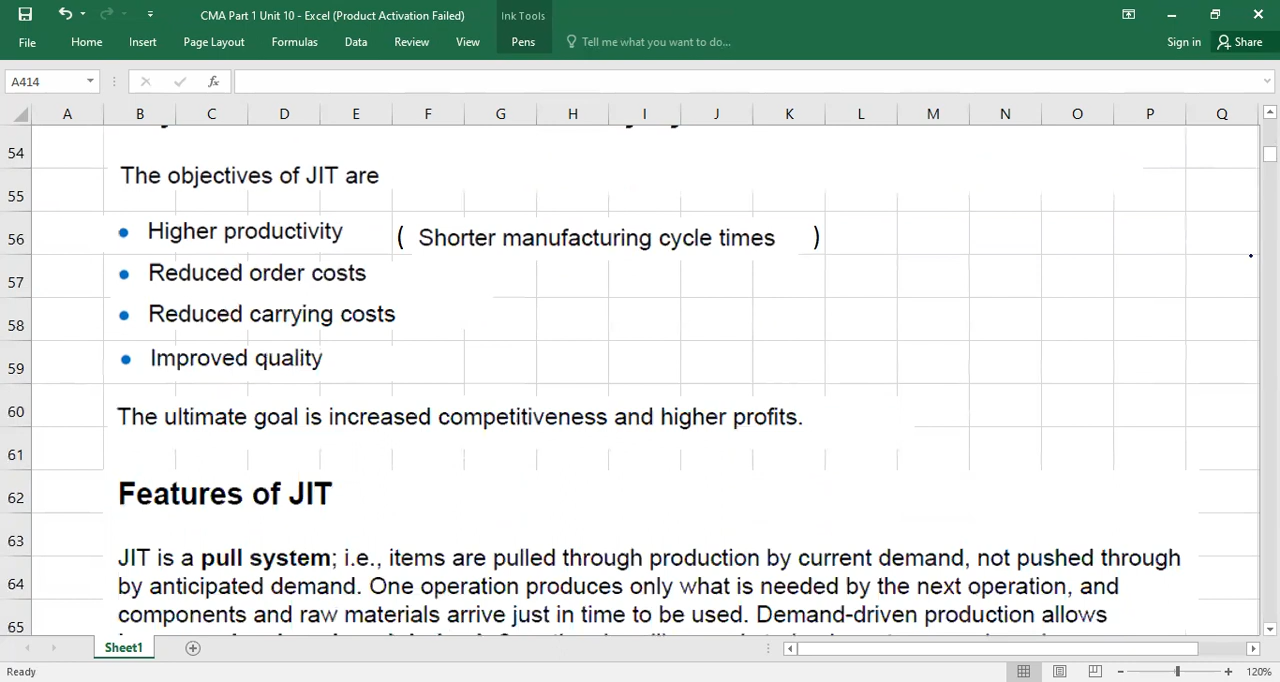 CMA Part 1 Unit 10 - Excel (Product Activation Failed)
Ink Tools
File Home Insert Page Layout Formulas Data Review View Pens Tell me what you want to do... Sign in Share
A414 fx
A B C D E F G H I J K L M N O P Q
54
The objectives of JIT are
55
56 • Higher productivity ( Shorter manufacturing cycle times )
57 • Reduced order costs
58 • Reduced carrying costs
59 • Improved quality
60 The ultimate goal is increased competitiveness and higher profits.
61
62 Features of JIT
63
JIT is a pull system; i.e., items are pulled through production by current demand, not pushed through
64 by anticipated demand. One operation produces only what is needed by the next operation, and
65 components and raw materials arrive just in time to be used. Demand-driven production allows
Sheet1
Ready 120%